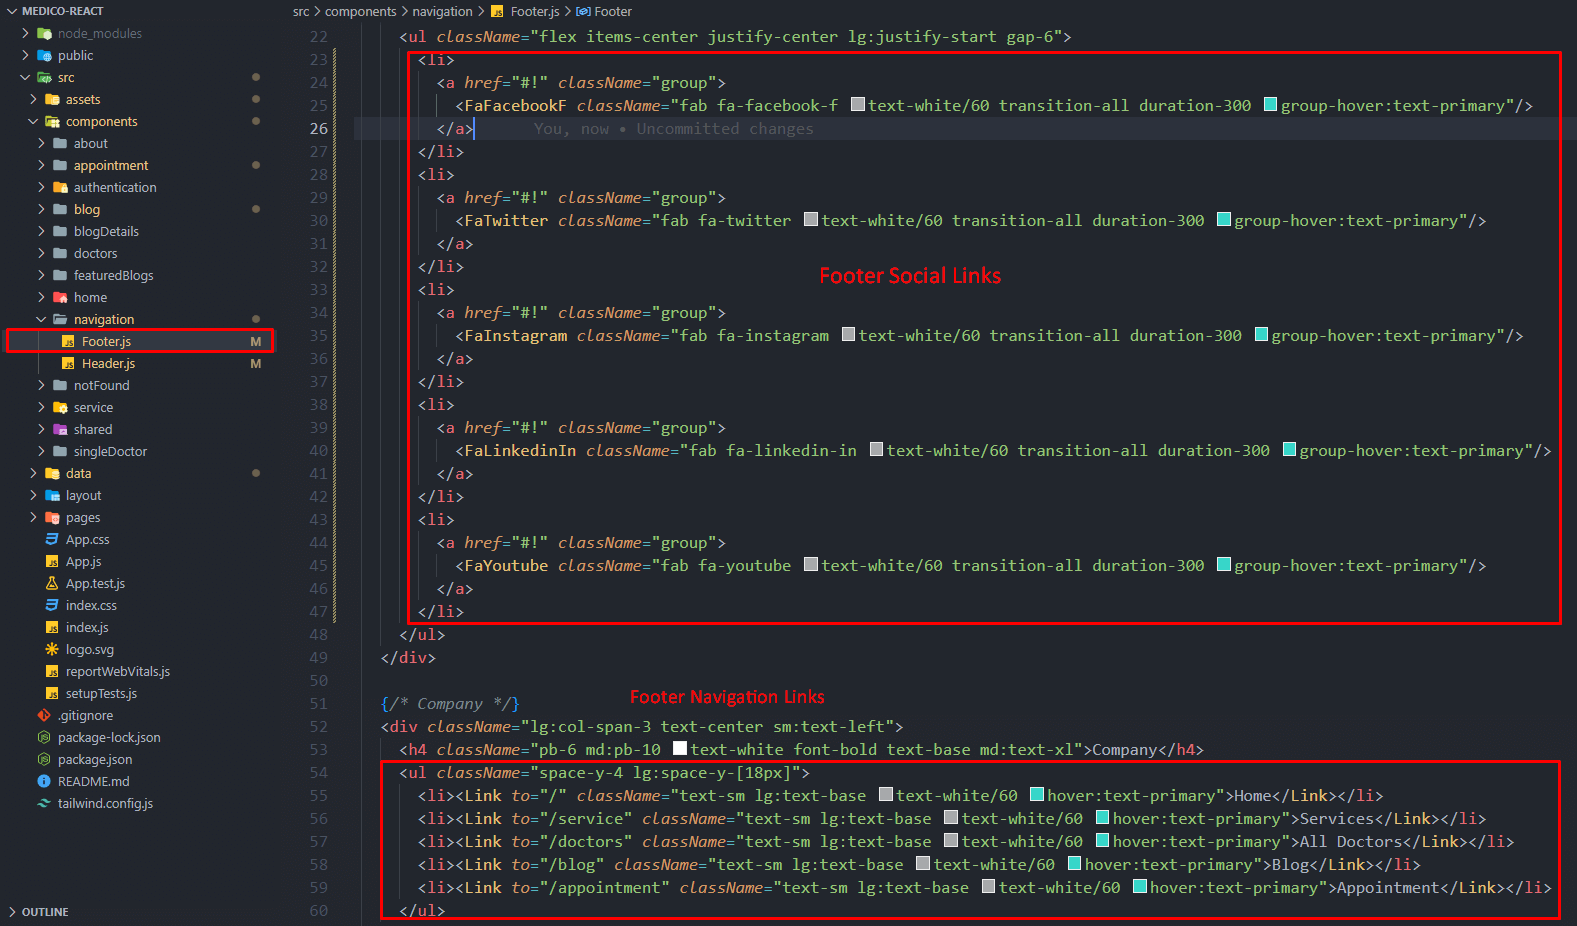 MEDICO-REACT
node_modules
public
src
assets
components
about
appointment
authentication
blog
blogDetails
doctors
featuredBlogs
home
navigation
Footer.js M
Header.js M
notFound
service
shared
singleDoctor
data
layout
pages
App.css
App.js
App.test.js
index.css
index.js
logo.svg
reportWebVitals.js
setupTests.js
.gitignore
package-lock.json
package.json
README.md
tailwind.config.js
OUTLINE
src > components > navigation > JS Footer.js > Footer
22 <ul className="flex items-center justify-center lg:justify-start gap-6">
23 <li>
24 <a href="#!" className="group">
25 <FaFacebookF className="fab fa-facebook-f text-white/60 transition-all duration-300 group-hover:text-primary"/>
26 </a> You, now • Uncommitted changes
27 </li>
28 <li>
29 <a href="#!" className="group">
30 <FaTwitter className="fab fa-twitter text-white/60 transition-all duration-300 group-hover:text-primary"/>
31 </a>
32 </li>
Footer Social Links
33 <li>
34 <a href="#!" className="group">
35 <FaInstagram className="fab fa-instagram text-white/60 transition-all duration-300 group-hover:text-primary"/>
36 </a>
37 </li>
38 <li>
39 <a href="#!" className="group">
40 <FaLinkedinIn className="fab fa-linkedin-in text-white/60 transition-all duration-300 group-hover:text-primary"/>
41 </a>
42 </li>
43 <li>
44 <a href="#!" className="group">
45 <FaYoutube className="fab fa-youtube text-white/60 transition-all duration-300 group-hover:text-primary"/>
46 </a>
47 </li>
48 </ul>
49 </div>
50
Footer Navigation Links
51 {/* Company */}
52 <div className="lg:col-span-3 text-center sm:text-left">
53 <h4 className="pb-6 md:pb-10 text-white font-bold text-base md:text-xl">Company</h4>
54 <ul className="space-y-4 lg:space-y-[18px]">
55 <li><Link to="/" className="text-sm lg:text-base text-white/60 hover:text-primary">Home</Link></li>
56 <li><Link to="/service" className="text-sm lg:text-base text-white/60 hover:text-primary">Services</Link></li>
57 <li><Link to="/doctors" className="text-sm lg:text-base text-white/60 hover:text-primary">All Doctors</Link></li>
58 <li><Link to="/blog" className="text-sm lg:text-base text-white/60 hover:text-primary">Blog</Link></li>
59 <li><Link to="/appointment" className="text-sm lg:text-base text-white/60 hover:text-primary">Appointment</Link></li>
60 </ul>